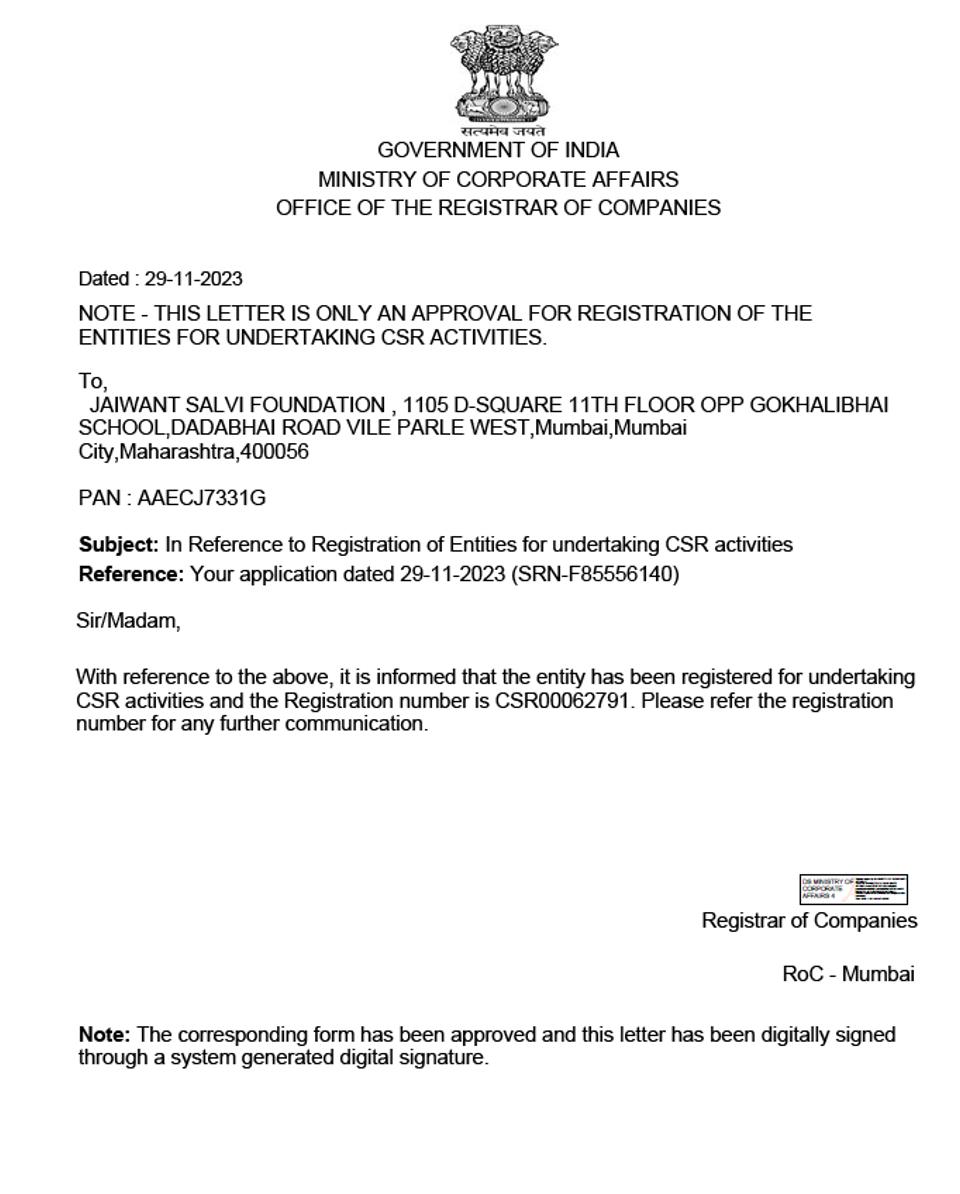 सत्यमेव जयते
GOVERNMENT OF INDIA
MINISTRY OF CORPORATE AFFAIRS
OFFICE OF THE REGISTRAR OF COMPANIES
Dated : 29-11-2023
NOTE - THIS LETTER IS ONLY AN APPROVAL FOR REGISTRATION OF THE
ENTITIES FOR UNDERTAKING CSR ACTIVITIES.
To,
JAIWANT SALVI FOUNDATION , 1105 D-SQUARE 11TH FLOOR OPP GOKHALIBHAI
SCHOOL,DADABHAI ROAD VILE PARLE WEST,Mumbai,Mumbai
City,Maharashtra,400056
PAN : AAECJ7331G
Subject: In Reference to Registration of Entities for undertaking CSR activities
Reference: Your application dated 29-11-2023 (SRN-F85556140)
Sir/Madam,
With reference to the above, it is informed that the entity has been registered for undertaking
CSR activities and the Registration number is CSR00062791. Please refer the registration
number for any further communication.
DS MINISTRY OF
CORPORATE
AFFAIRS 4
Registrar of Companies
RoC - Mumbai
Note: The corresponding form has been approved and this letter has been digitally signed
through a system generated digital signature.